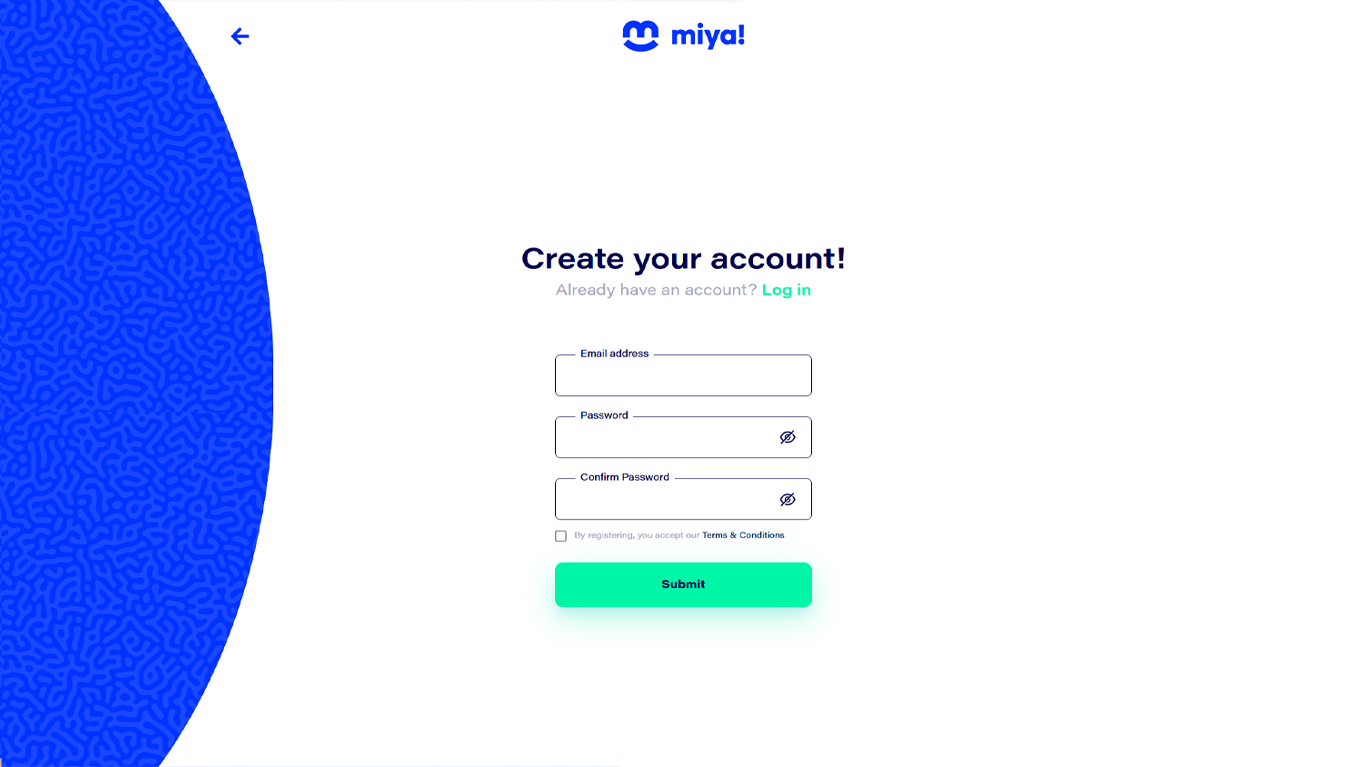 miya!
Create your account!
Already have an account? Log in
Email address
Password
Confirm Password
By registering, you accept our Terms & Conditions
Submit